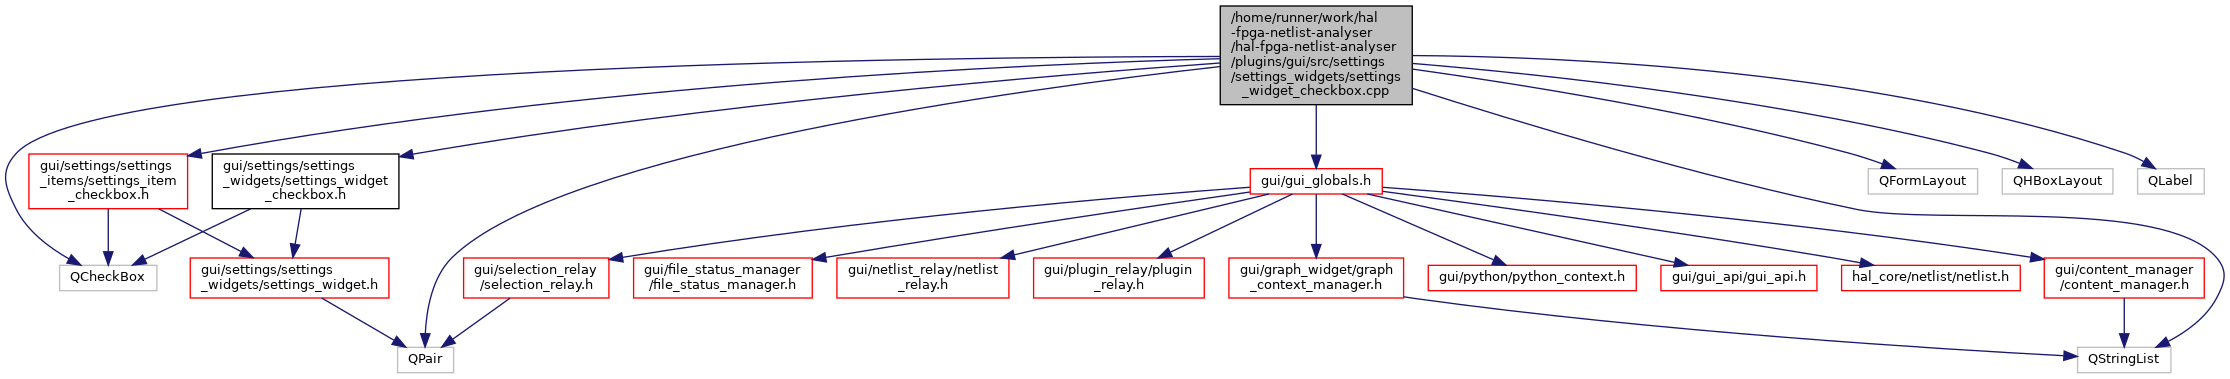 /home/runner/work/hal
-fpga-netlist-analyser
/hal-fpga-netlist-analyser
/plugins/gui/src/settings
/settings_widgets/settings
_widget_checkbox.cpp
gui/settings/settings
_items/settings_item
_checkbox.h
gui/settings/settings
_widgets/settings_widget
_checkbox.h
gui/gui_globals.h
QFormLayout
QHBoxLayout
QLabel
QCheckBox
gui/settings/settings
_widgets/settings_widget.h
gui/selection_relay
/selection_relay.h
gui/file_status_manager
/file_status_manager.h
gui/netlist_relay/netlist
_relay.h
gui/plugin_relay/plugin
_relay.h
gui/graph_widget/graph
_context_manager.h
gui/python/python_context.h
gui/gui_api/gui_api.h
hal_core/netlist/netlist.h
gui/content_manager
/content_manager.h
QPair
QStringList